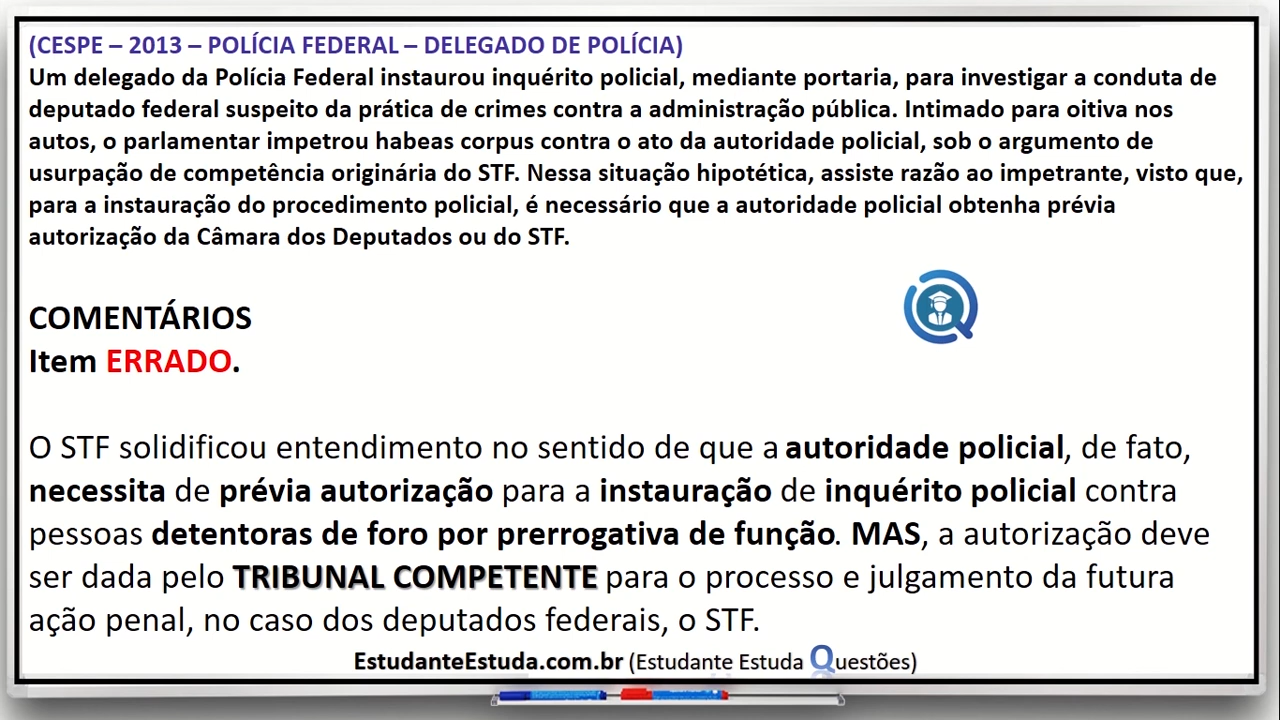 (CESPE – 2013 – POLÍCIA FEDERAL – DELEGADO DE POLÍCIA)
Um delegado da Polícia Federal instaurou inquérito policial, mediante portaria, para investigar a conduta de
deputado federal suspeito da prática de crimes contra a administração pública. Intimado para oitiva nos
autos, o parlamentar impetrou habeas corpus contra o ato da autoridade policial, sob o argumento de
usurpação de competência originária do STF. Nessa situação hipotética, assiste razão ao impetrante, visto que,
para a instauração do procedimento policial, é necessário que a autoridade policial obtenha prévia
autorização da Câmara dos Deputados ou do STF.
COMENTÁRIOS
Item ERRADO.
O STF solidificou entendimento no sentido de que a autoridade policial, de fato,
necessita de prévia autorização para a instauração de inquérito policial contra
pessoas detentoras de foro por prerrogativa de função. MAS, a autorização deve
ser dada pelo TRIBUNAL COMPETENTE para o processo e julgamento da futura
ação penal, no caso dos deputados federais, o STF.
EstudanteEstuda.com.br (Estudante Estuda Questões)